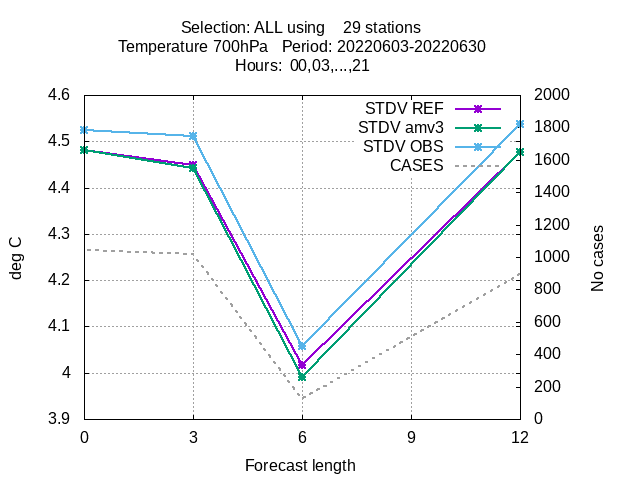 Selection: ALL using    29 stations
Temperature 700hPa   Period: 20220603-20220630
Hours: 00,03,...,21
4.6
4.5
4.4
4.3
4.2
4.1
4
3.9
deg C
STDV REF
STDV amv3
STDV OBS
CASES
2000
1800
1600
1400
1200
1000
800
600
400
200
0
No cases
0 3 6 9 12
Forecast length